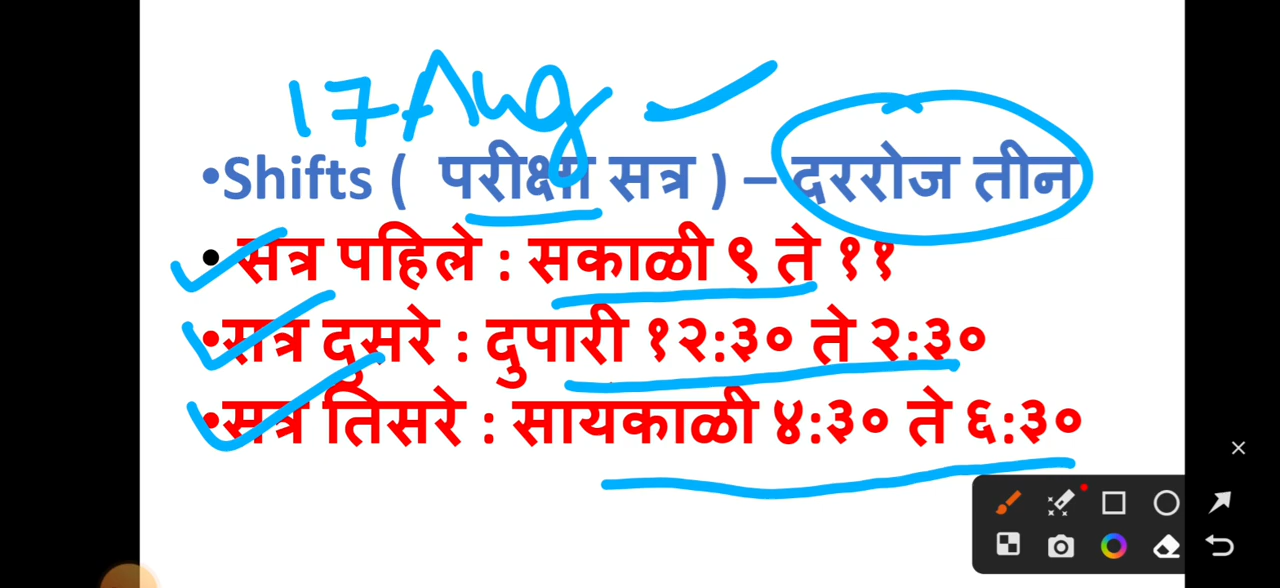 17 Aug
•Shifts ( परीक्षा सत्र ) – दररोज तीन
• सत्र पहिले : सकाळी ९ ते ११
•सत्र दुसरे : दुपारी १२:३० ते २:३०
•सत्र तिसरे : सायकाळी ४:३० ते ६:३०